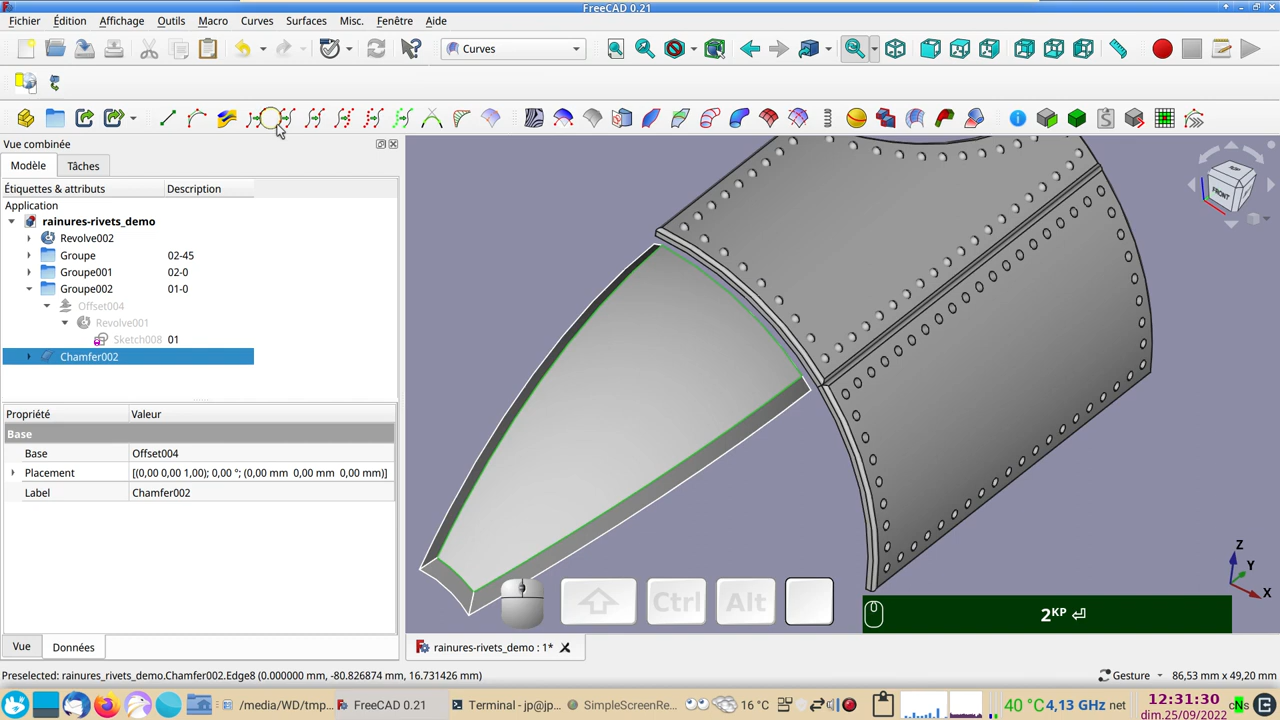 FreeCAD 0.21
Fichier Édition Affichage Outils Macro Curves Surfaces Misc. Fenêtre Aide
Curves
Vue combinée
Modèle Tâches
Étiquettes & attributs Description
Application
rainures-rivets_demo
Revolve002
Groupe 02-45
Groupe001 02-0
Groupe002 01-0
Offset004
Revolve001
Sketch008 01
Chamfer002
Propriété Valeur
Base
Base Offset004
Placement [(0,00 0,00 1,00); 0,00 °; (0,00 mm 0,00 mm 0,00 mm)]
Label Chamfer002
FRONT
Z
Y
X
Ctrl Alt
2KP ⏎
Vue Données
rainures-rivets_demo : 1*
Preselected: rainures_rivets_demo.Chamfer002.Edge8 (0.000000 mm, -80.826874 mm, 16.731426 mm)
Gesture 86,53 mm x 49,20 mm
/media/WD/tmp... FreeCAD 0.21 Terminal - jp@jp... SimpleScreenRe... 16 °C 40 °C 4,13 GHz net
12:31:30
dim.25/09/2022
cNs